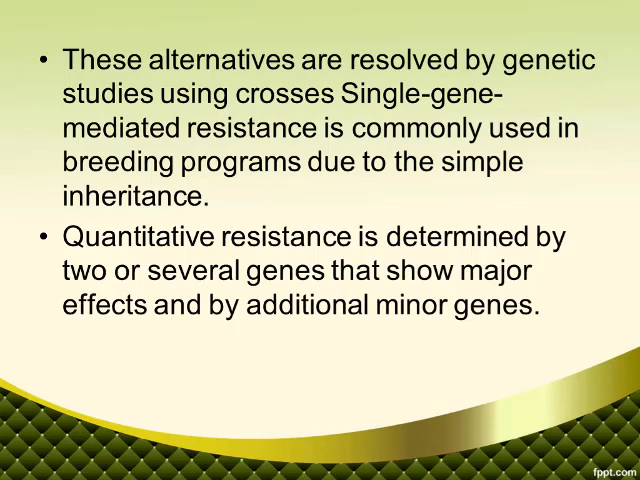 • These alternatives are resolved by genetic
studies using crosses Single-gene-
mediated resistance is commonly used in
breeding programs due to the simple
inheritance.
• Quantitative resistance is determined by
two or several genes that show major
effects and by additional minor genes.
fppt.com